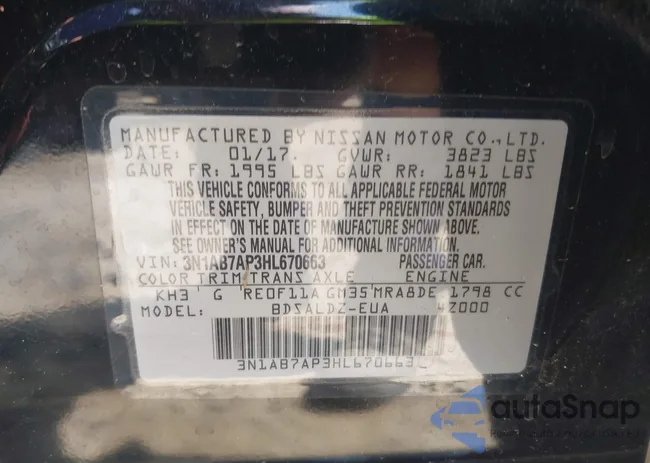 MANUFACTURED BY NISSAN MOTOR CO., LTD.
DATE: 01/17. GVWR: 3823 LBS
GAWR FR: 1995 LBS GAWR RR: 1841 LBS
THIS VEHICLE CONFORMS TO ALL APPLICABLE FEDERAL MOTOR
VEHICLE SAFETY, BUMPER AND THEFT PREVENTION STANDARDS
IN EFFECT ON THE DATE OF MANUFACTURE SHOWN ABOVE.
SEE OWNER'S MANUAL FOR ADDITIONAL INFORMATION.
VIN: 3N1AB7AP3HL670663 PASSENGER CAR.
COLOR TRIM TRANS AXLE ENGINE
KH3 G RE0F11A GM35 MRA8DE 1798 CC
MODEL: BDSALDZ-EUA 4Z000
3N1AB7AP3HL670663
autoSnap